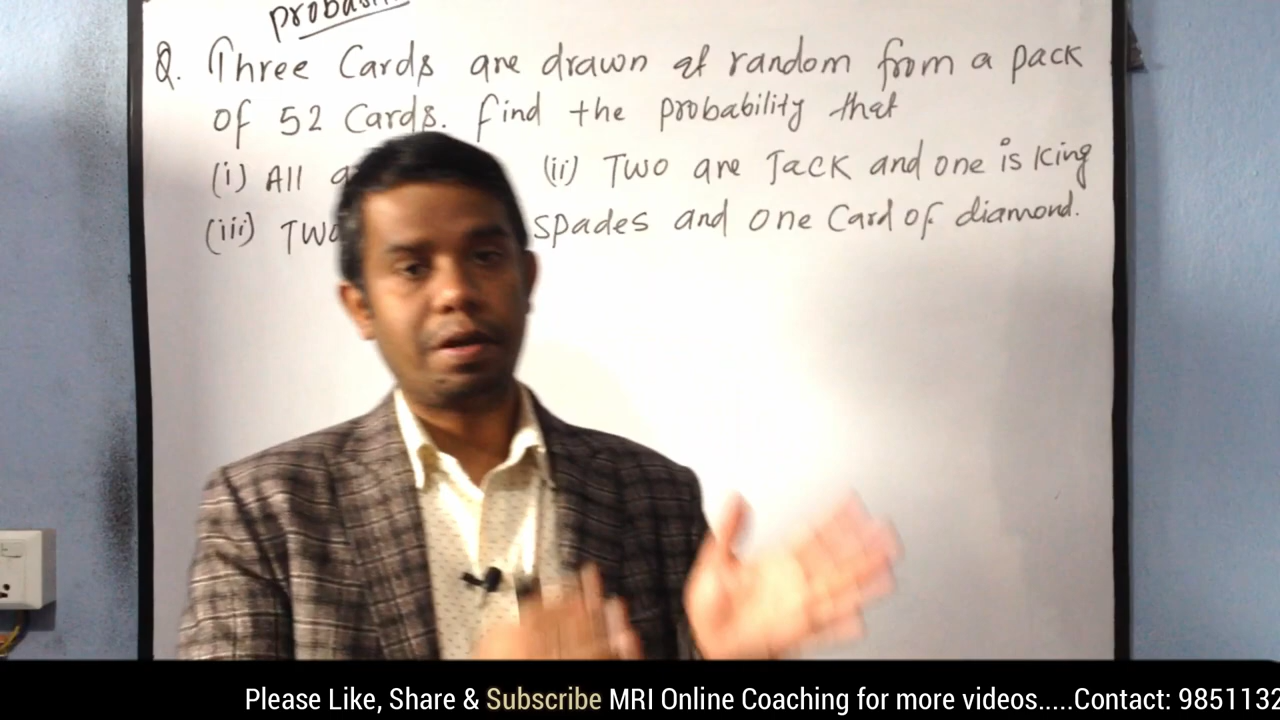 Q. Three Cards are drawn at random from a pack
of 52 Cards. find the probability that
(i) All (ii) Two are Jack and one is King
(iii) spades and one Card of diamond.
Please Like, Share & Subscribe MRI Online Coaching for more videos.....Contact: 9851132